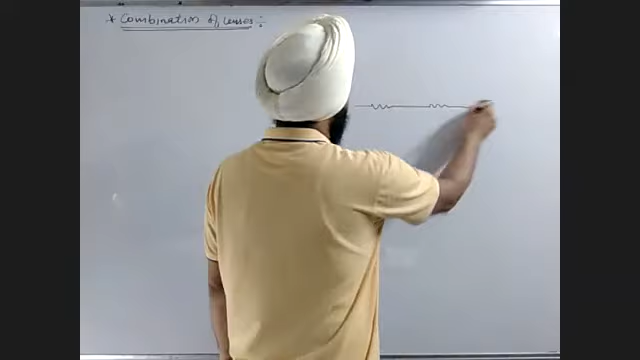 * Combination of Lenses :-